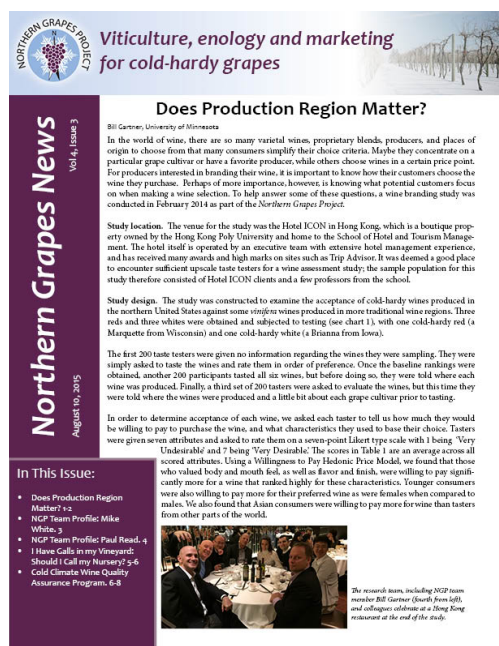 NORTHERN GRAPES PROJECT
N
Viticulture, enology and marketing
for cold-hardy grapes
Northern Grapes News
Vol 4, Issue 3
August 10, 2015
Does Production Region Matter?
Bill Gartner, University of Minnesota
In the world of wine, there are so many varietal wines, proprietary blends, producers, and places of
origin to choose from that many consumers simplify their choice criteria. Maybe they concentrate on a
particular grape cultivar or have a favorite producer, while others choose wines in a certain price point.
For producers interested in branding their wine, it is important to know how their customers choose the
wine they purchase. Perhaps of more importance, however, is knowing what potential customers focus
on when making a wine selection. To help answer some of these questions, a wine branding study was
conducted in February 2014 as part of the Northern Grapes Project.
Study location. The venue for the study was the Hotel ICON in Hong Kong, which is a boutique prop-
erty owned by the Hong Kong Poly University and home to the School of Hotel and Tourism Manage-
ment. The hotel itself is operated by an executive team with extensive hotel management experience,
and has received many awards and high marks on sites such as Trip Advisor. It was deemed a good place
to encounter sufficient upscale taste testers for a wine assessment study; the sample population for this
study therefore consisted of Hotel ICON clients and a few professors from the school.
Study design. The study was constructed to examine the acceptance of cold-hardy wines produced in
the northern United States against some vinifera wines produced in more traditional wine regions. Three
reds and three whites were obtained and subjected to testing (see chart 1), with one cold-hardy red (a
Marquette from Wisconsin) and one cold-hardy white (a Brianna from Iowa).
The first 200 taste testers were given no information regarding the wines they were sampling. They were
simply asked to taste the wines and rate them in order of preference. Once the baseline rankings were
obtained, another 200 participants tasted all six wines, but before doing so, they were told where each
wine was produced. Finally, a third set of 200 tasters were asked to evaluate the wines, but this time they
were told where the wines were produced and a little bit about each grape cultivar prior to tasting.
In order to determine acceptance of each wine, we asked each taster to tell us how much they would
be willing to pay to purchase the wine, and what characteristics they used to base their choice. Tasters
were given seven attributes and asked to rate them on a seven-point Likert type scale with 1 being 'Very
Undesirable' and 7 being 'Very Desirable.' The scores in Table 1 are an average across all
scored attributes. Using a Willingness to Pay Hedonic Price Model, we found that those
who valued body and mouth feel, as well as flavor and finish, were willing to pay signifi-
cantly more for a wine that ranked highly for these characteristics. Younger consumers
were also willing to pay more for their preferred wine as were females when compared to
males. We also found that Asian consumers were willing to pay more for wine than tasters
from other parts of the world.
In This Issue:
• Does Production Region
Matter? 1-2
• NGP Team Profile: Mike
White. 3
• NGP Team Profile: Paul Read. 4
• I Have Galls in my Vineyard:
Should I Call my Nursery? 5-6
• Cold Climate Wine Quality
Assurance Program. 6-8
The research team, including NGP team
member Bill Gartner (fourth from left),
and colleagues celebrate at a Hong Kong
restaurant at the end of the study.